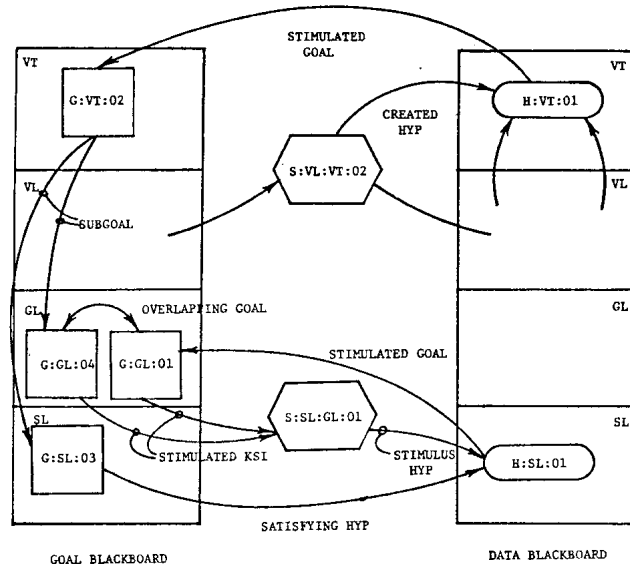 STIMULATED
GOAL
VT
VT
G:VT:02
H:VT:01
CREATED
HYP
S:VL:VT:02
VL
VL
SUBGOAL
GL
OVERLAPPING GOAL
GL
STIMULATED GOAL
G:GL:04
G:GL:01
S:SL:GL:01
SL
SL
G:SL:03
STIMULATED KSI
STIMULUS
HYP
H:SL:01
SATISFYING HYP
GOAL BLACKBOARD
DATA BLACKBOARD